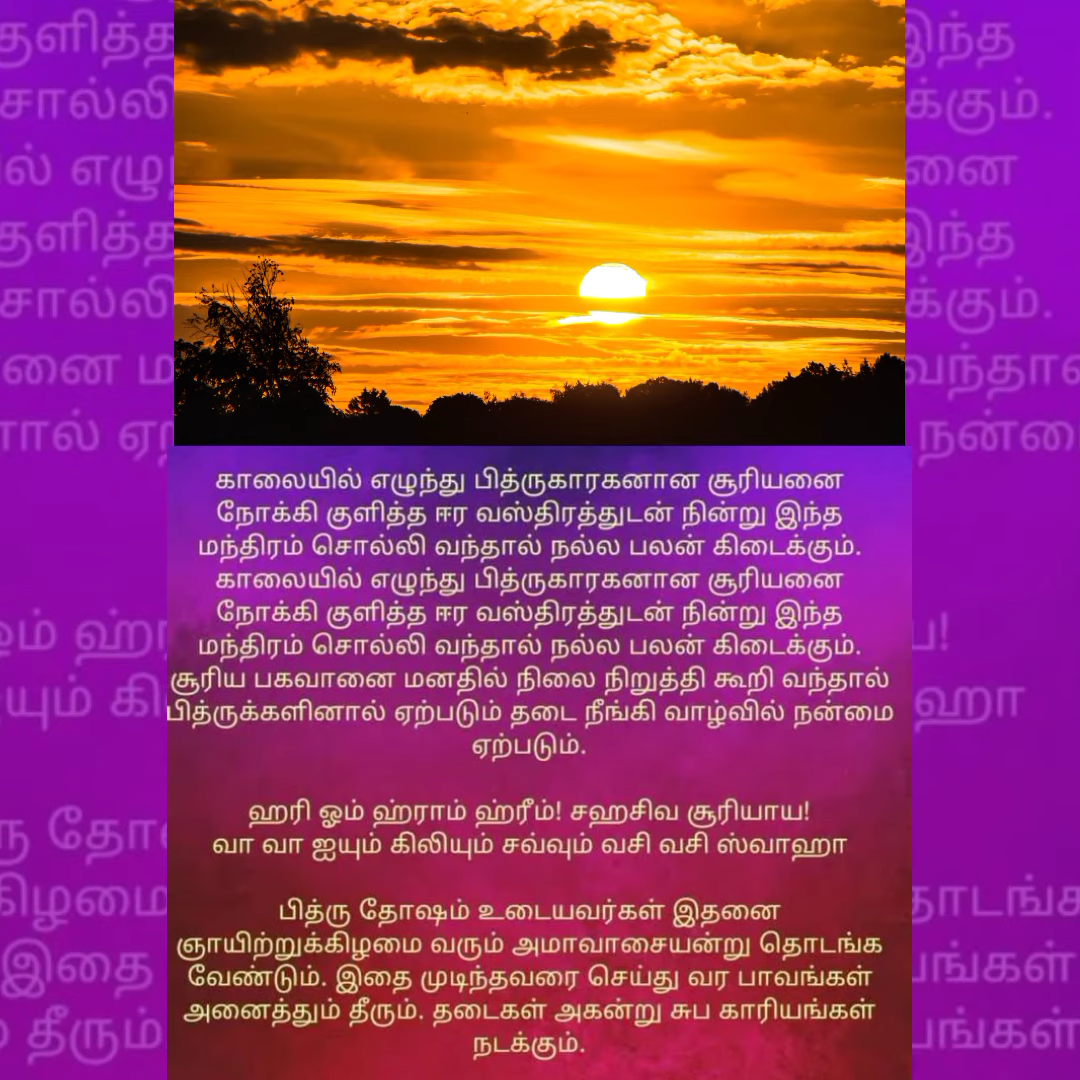 காலையில் எழுந்து பித்ருகாரகனான சூரியனை
நோக்கி குளித்த ஈர வஸ்திரத்துடன் நின்று இந்த
மந்திரம் சொல்லி வந்தால் நல்ல பலன் கிடைக்கும்.
காலையில் எழுந்து பித்ருகாரகனான சூரியனை
நோக்கி குளித்த ஈர வஸ்திரத்துடன் நின்று இந்த
மந்திரம் சொல்லி வந்தால் நல்ல பலன் கிடைக்கும்.
சூரிய பகவானை மனதில் நிலை நிறுத்தி கூறி வந்தால்
பித்ருக்களினால் ஏற்படும் தடை நீங்கி வாழ்வில் நன்மை
ஏற்படும்.
ஹரி ஓம் ஹ்ராம் ஹ்ரீம்! சஹசிவ சூரியாய!
வா வா ஐயும் கிலியும் சவ்வும் வசி வசி ஸ்வாஹா
பித்ரு தோஷம் உடையவர்கள் இதனை
ஞாயிற்றுக்கிழமை வரும் அமாவாசையன்று தொடங்க
வேண்டும். இதை முடிந்தவரை செய்து வர பாவங்கள்
அனைத்தும் தீரும். தடைகள் அகன்று சுப காரியங்கள்
நடக்கும்.